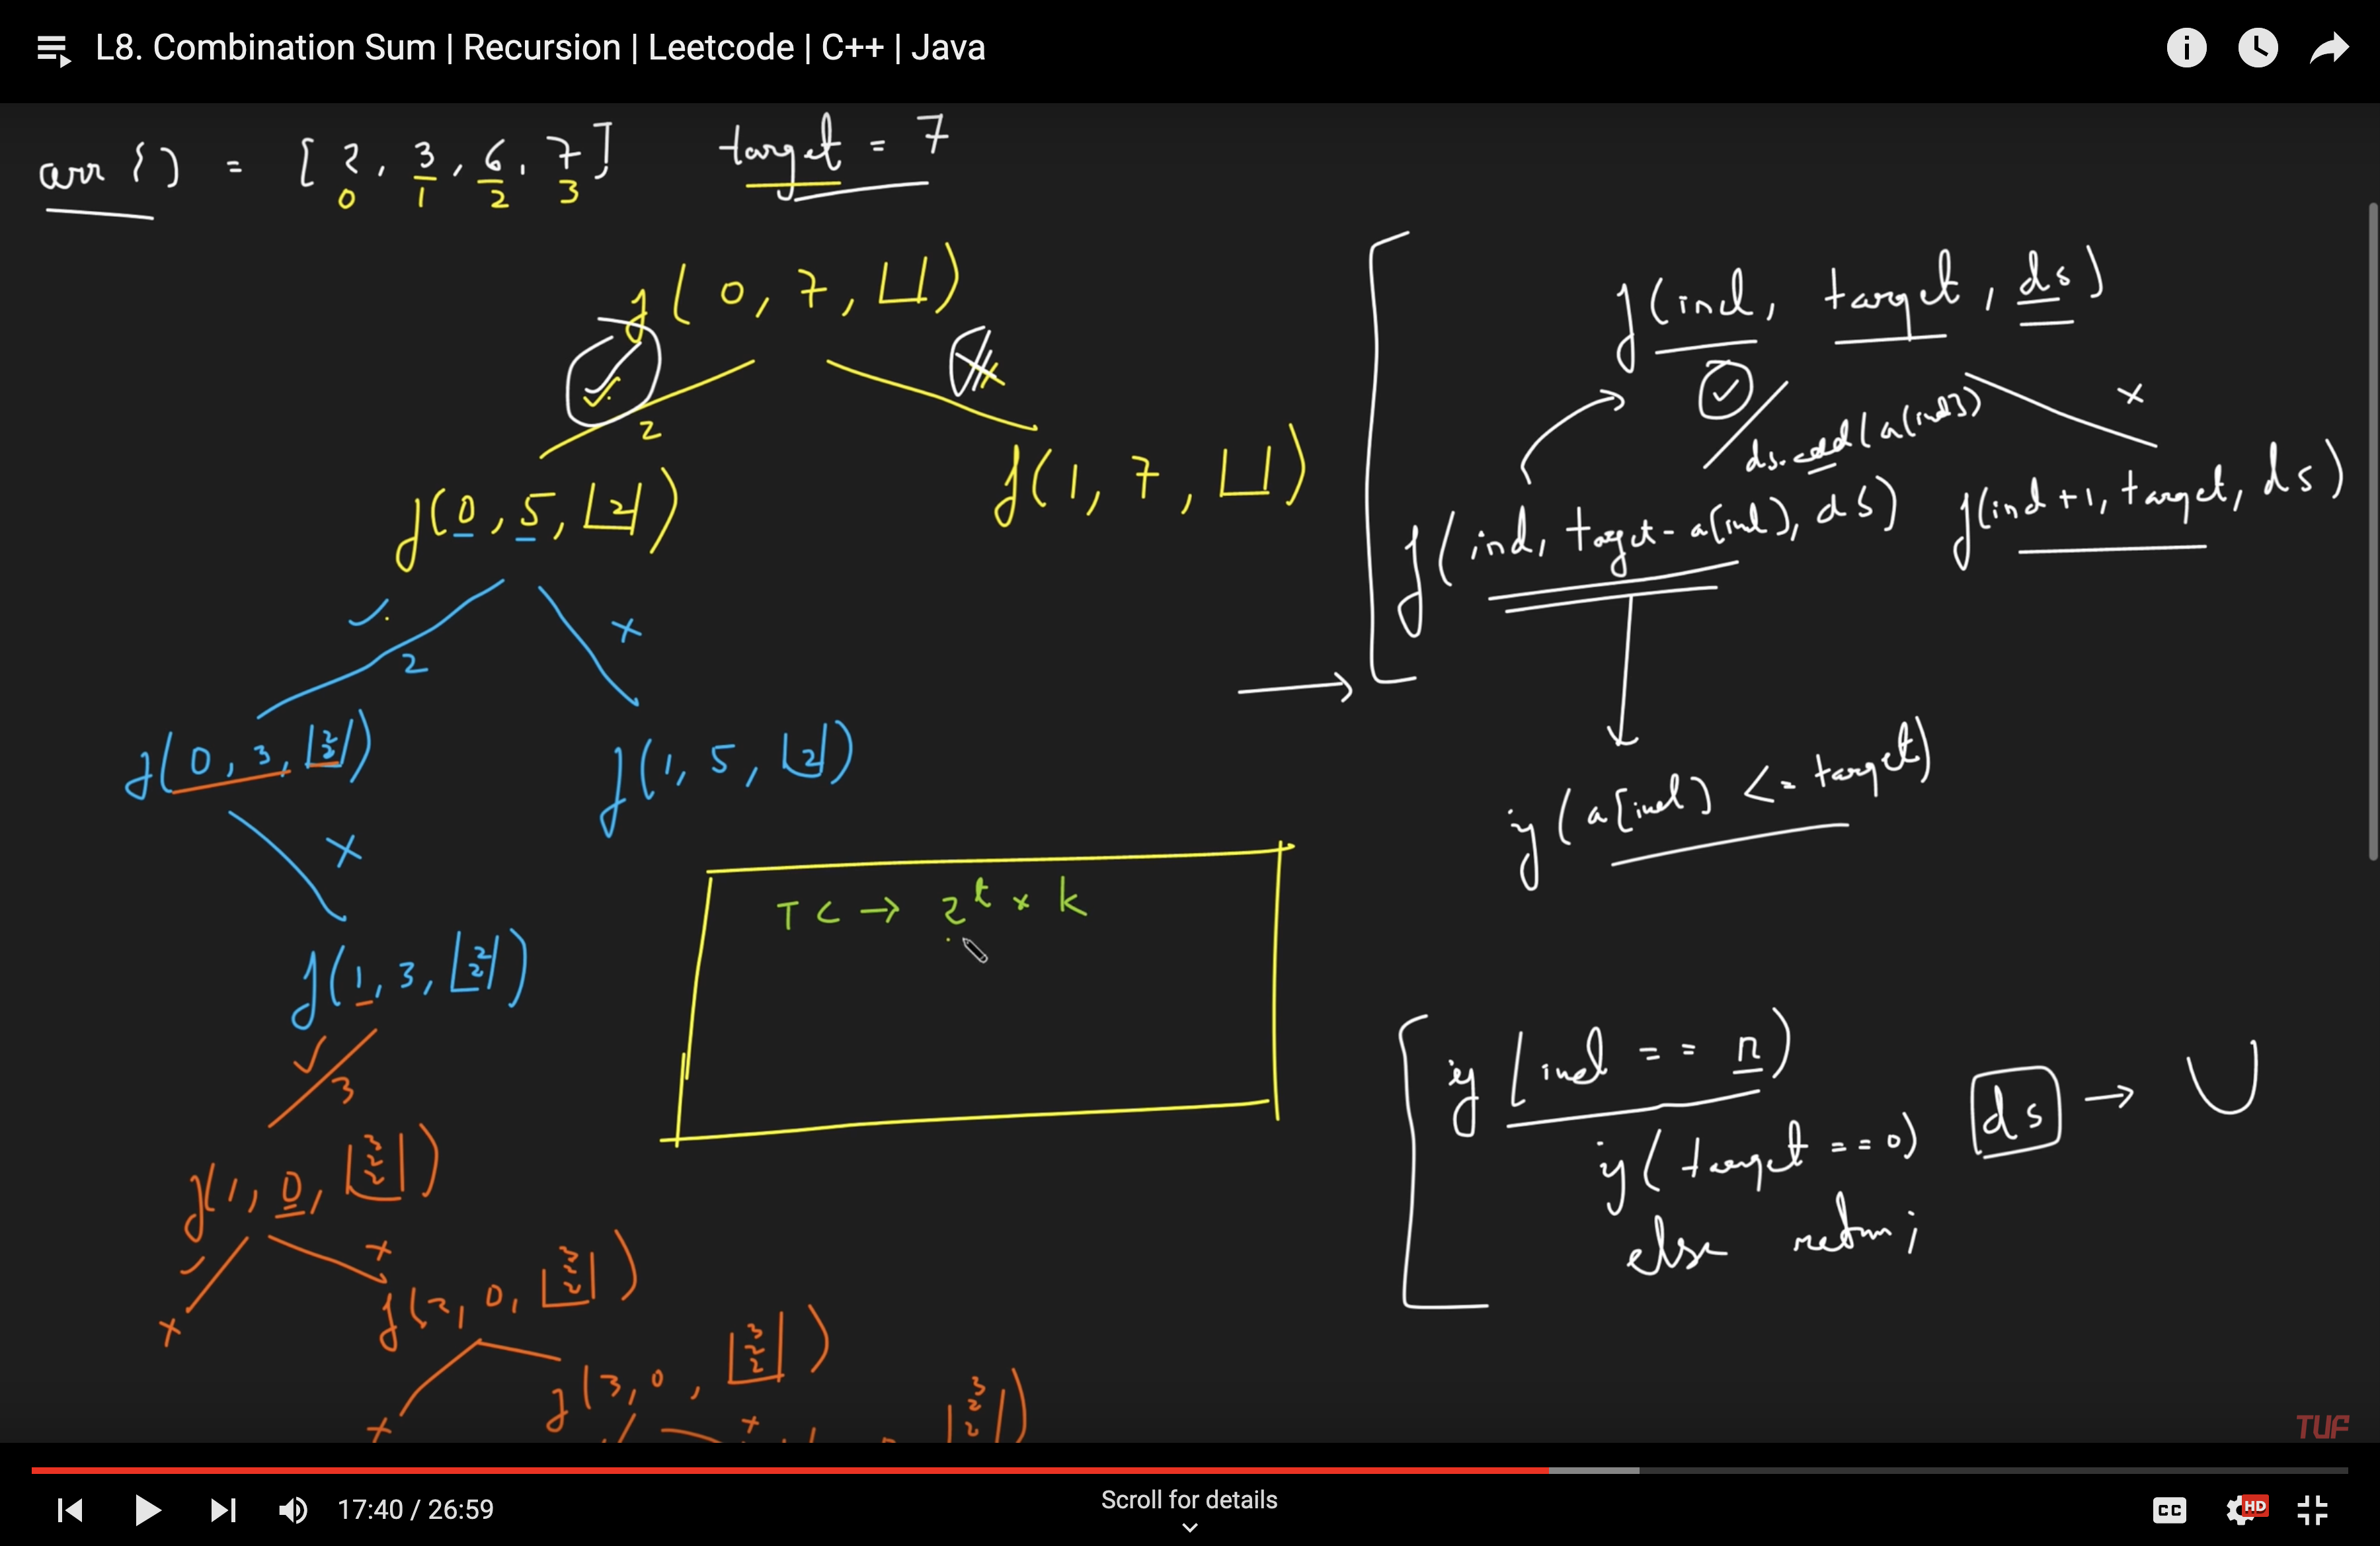 L8. Combination Sum | Recursion | Leetcode | C++ | Java
arr [] = [2, 3, 6, 7] target = 7
0 1 2 3
f(0, 7, [])
2
f(0, 5, [2]) f(1, 7, [])
2
f(0, 3, [2 2]) f(1, 5, [2])
f(1, 3, [2 2])
3
f(1, 0, [3 2 2])
f(2, 0, [3 2 2])
f(3, 0, [3 2 2])
3 2 2
TC → 2^t × k
f(ind, target, ds)
ds.add(a[ind])
f(ind, target - a[ind], ds) f(ind+1, target, ds)
if (a[ind] <= target)
if (ind == n)
if (target == 0) ds →
else return;
TUF
17:40 / 26:59
Scroll for details
CC
HD